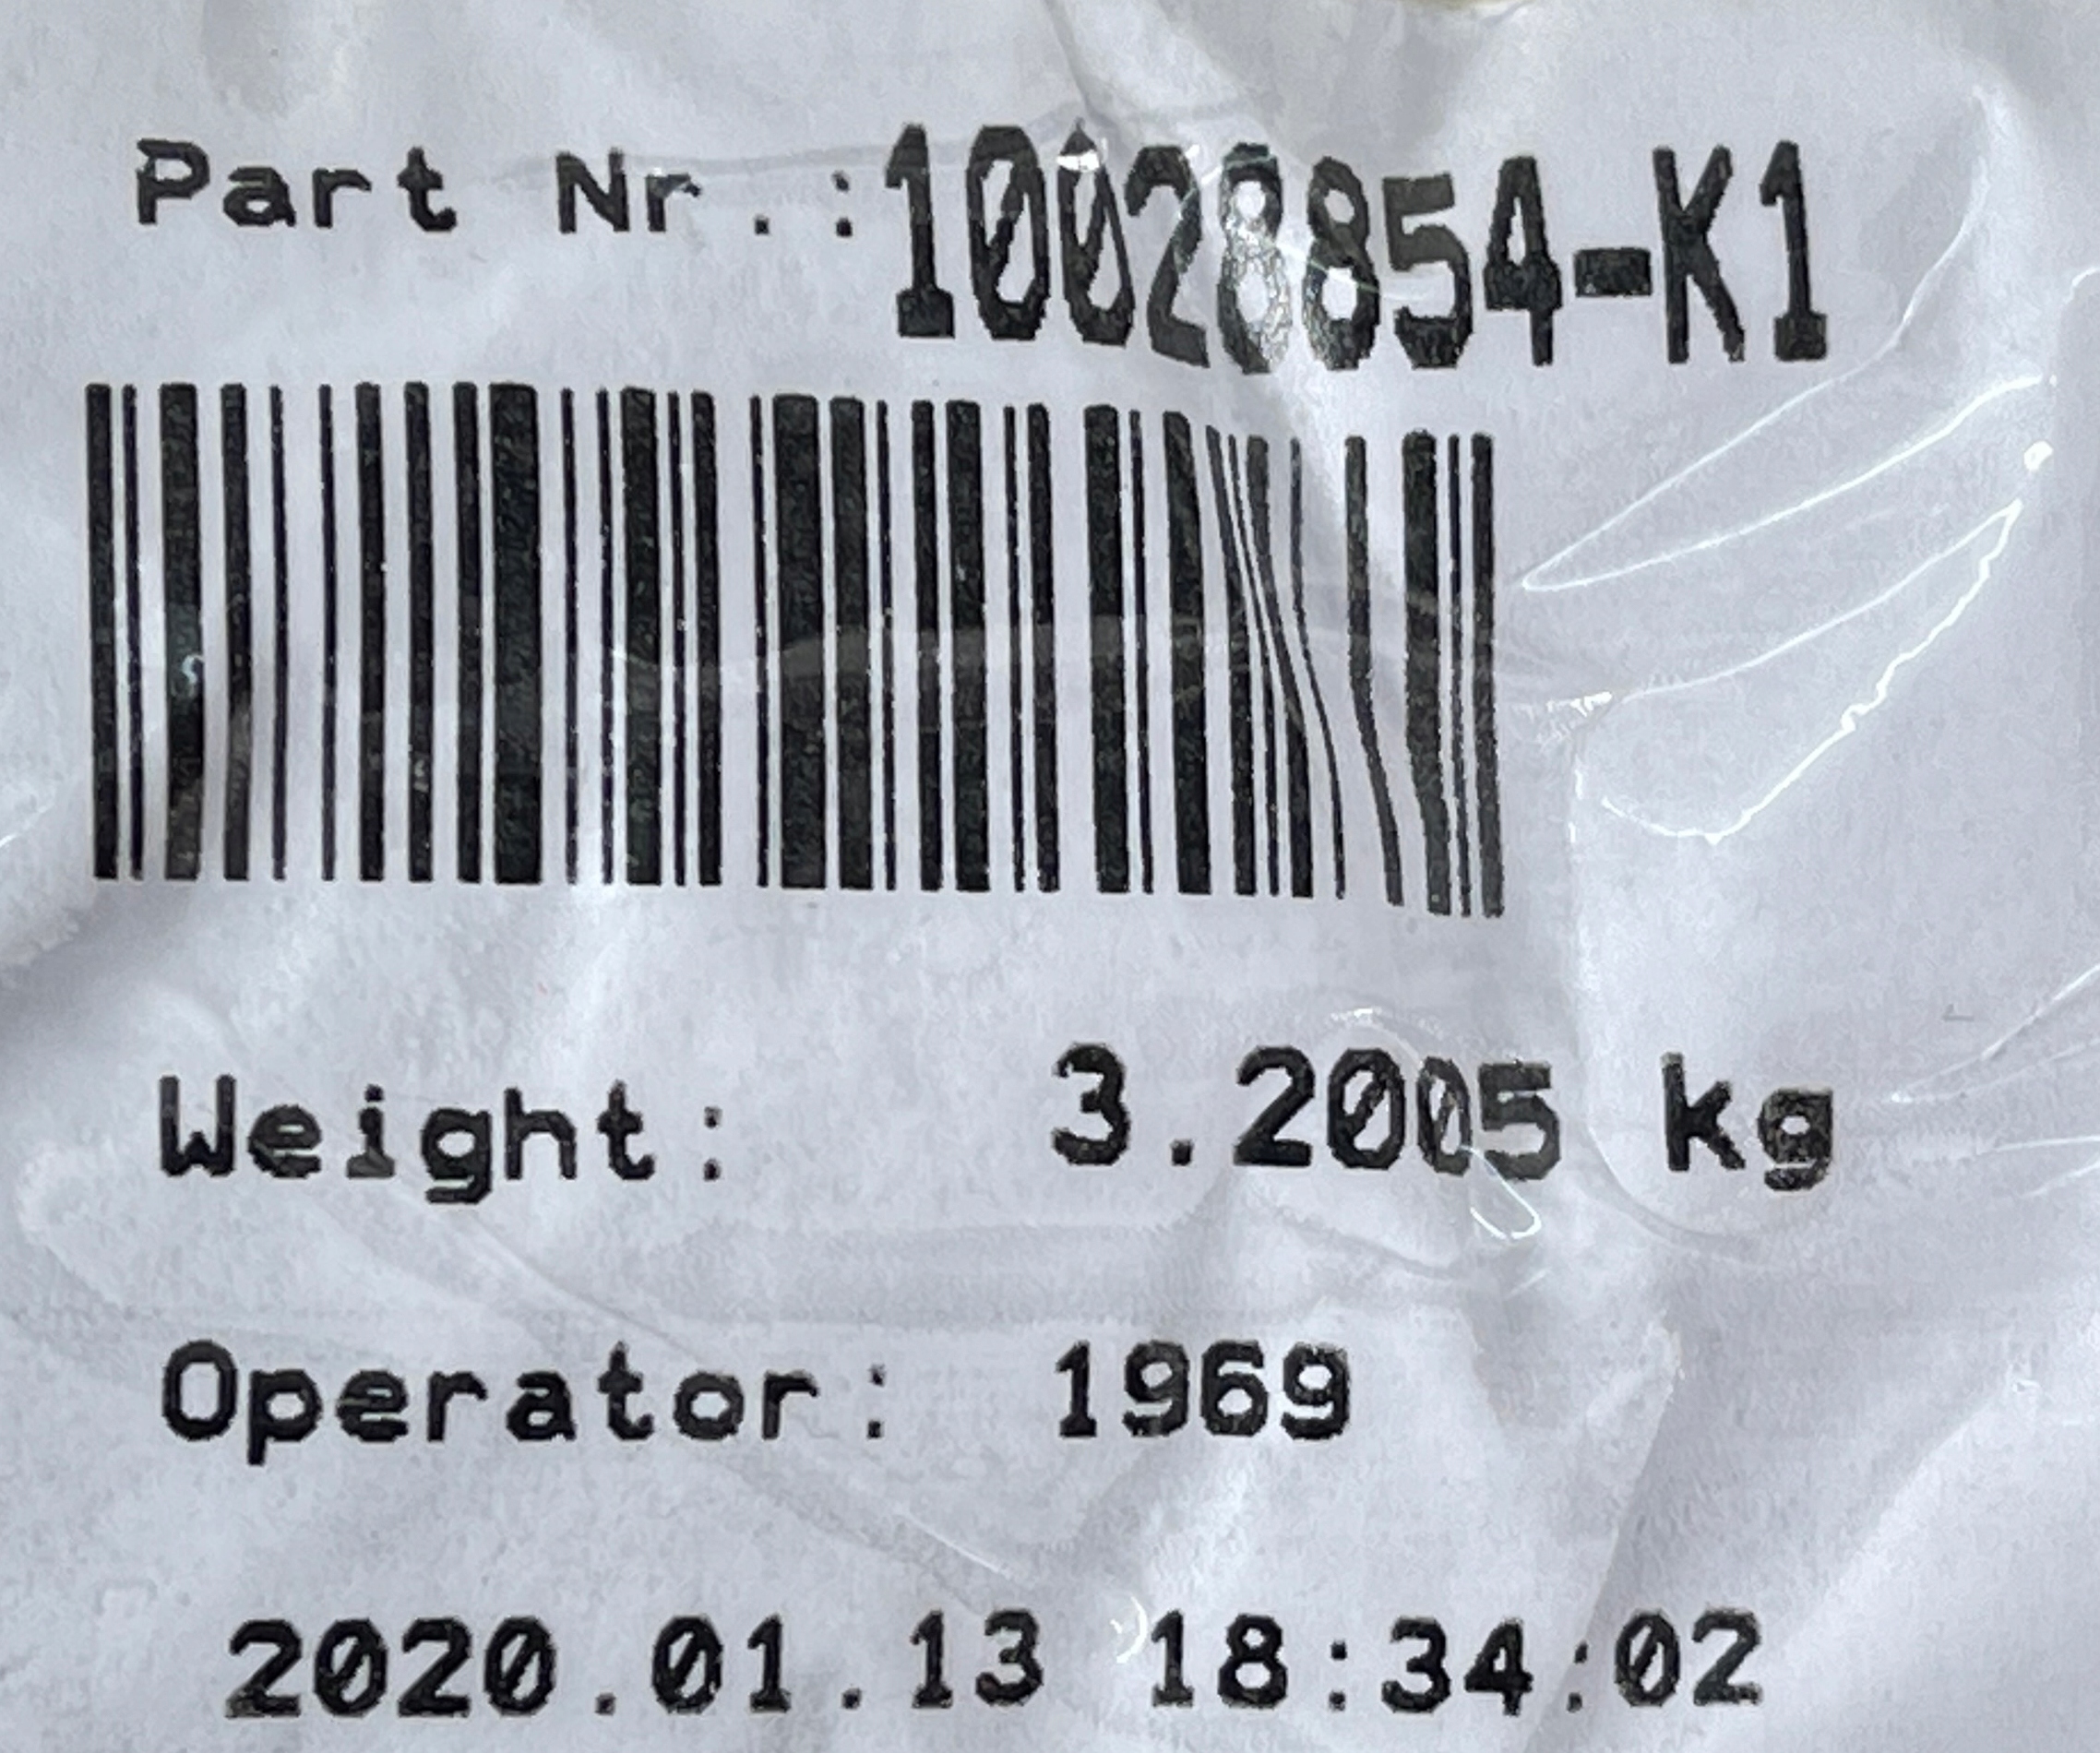 Part Nr.:10028854-K1
Weight: 3.2005 kg
Operator: 1969
2020.01.13 18:34:02